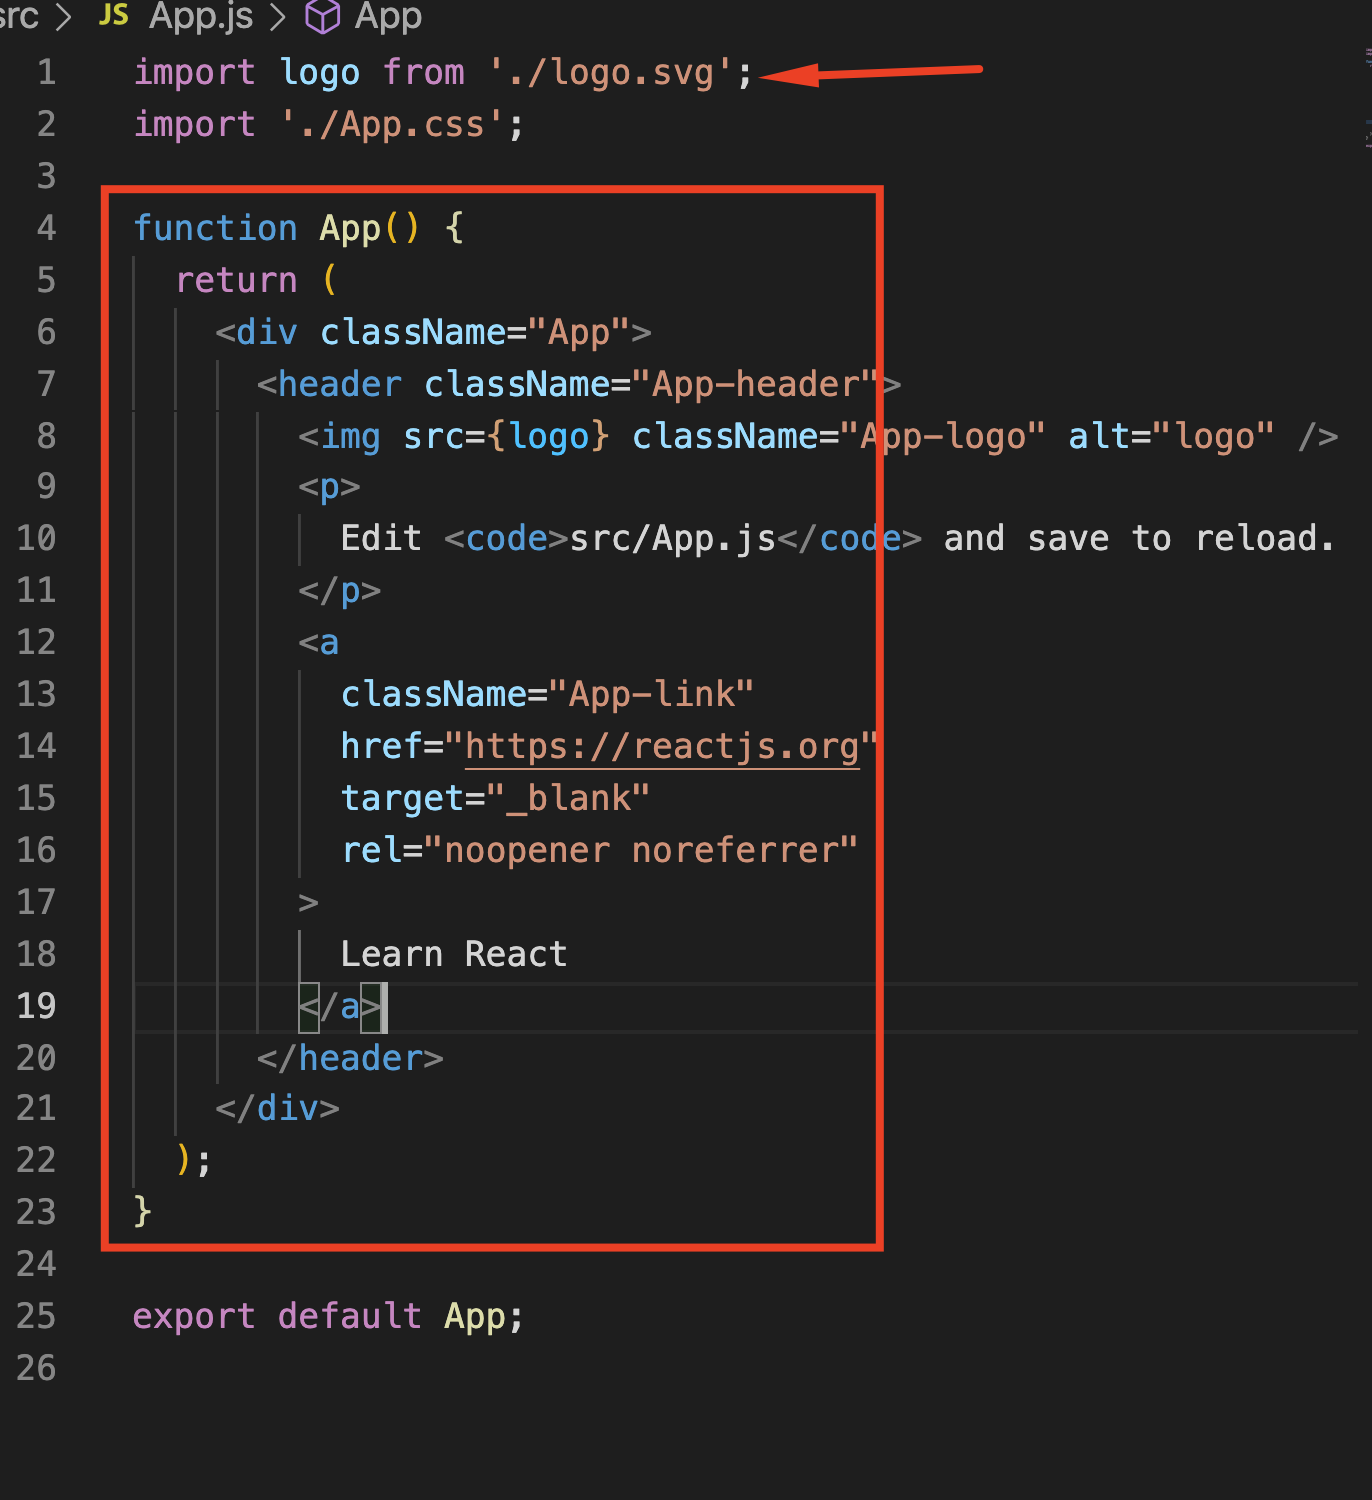 src > JS App.js > App
1 import logo from './logo.svg';
2 import './App.css';
3
4 function App() {
5   return (
6     <div className="App">
7       <header className="App-header">
8         <img src={logo} className="App-logo" alt="logo" />
9         <p>
10           Edit <code>src/App.js</code> and save to reload.
11         </p>
12         <a
13           className="App-link"
14           href="https://reactjs.org"
15           target="_blank"
16           rel="noopener noreferrer"
17         >
18           Learn React
19         </a>
20       </header>
21     </div>
22   );
23 }
24
25 export default App;
26